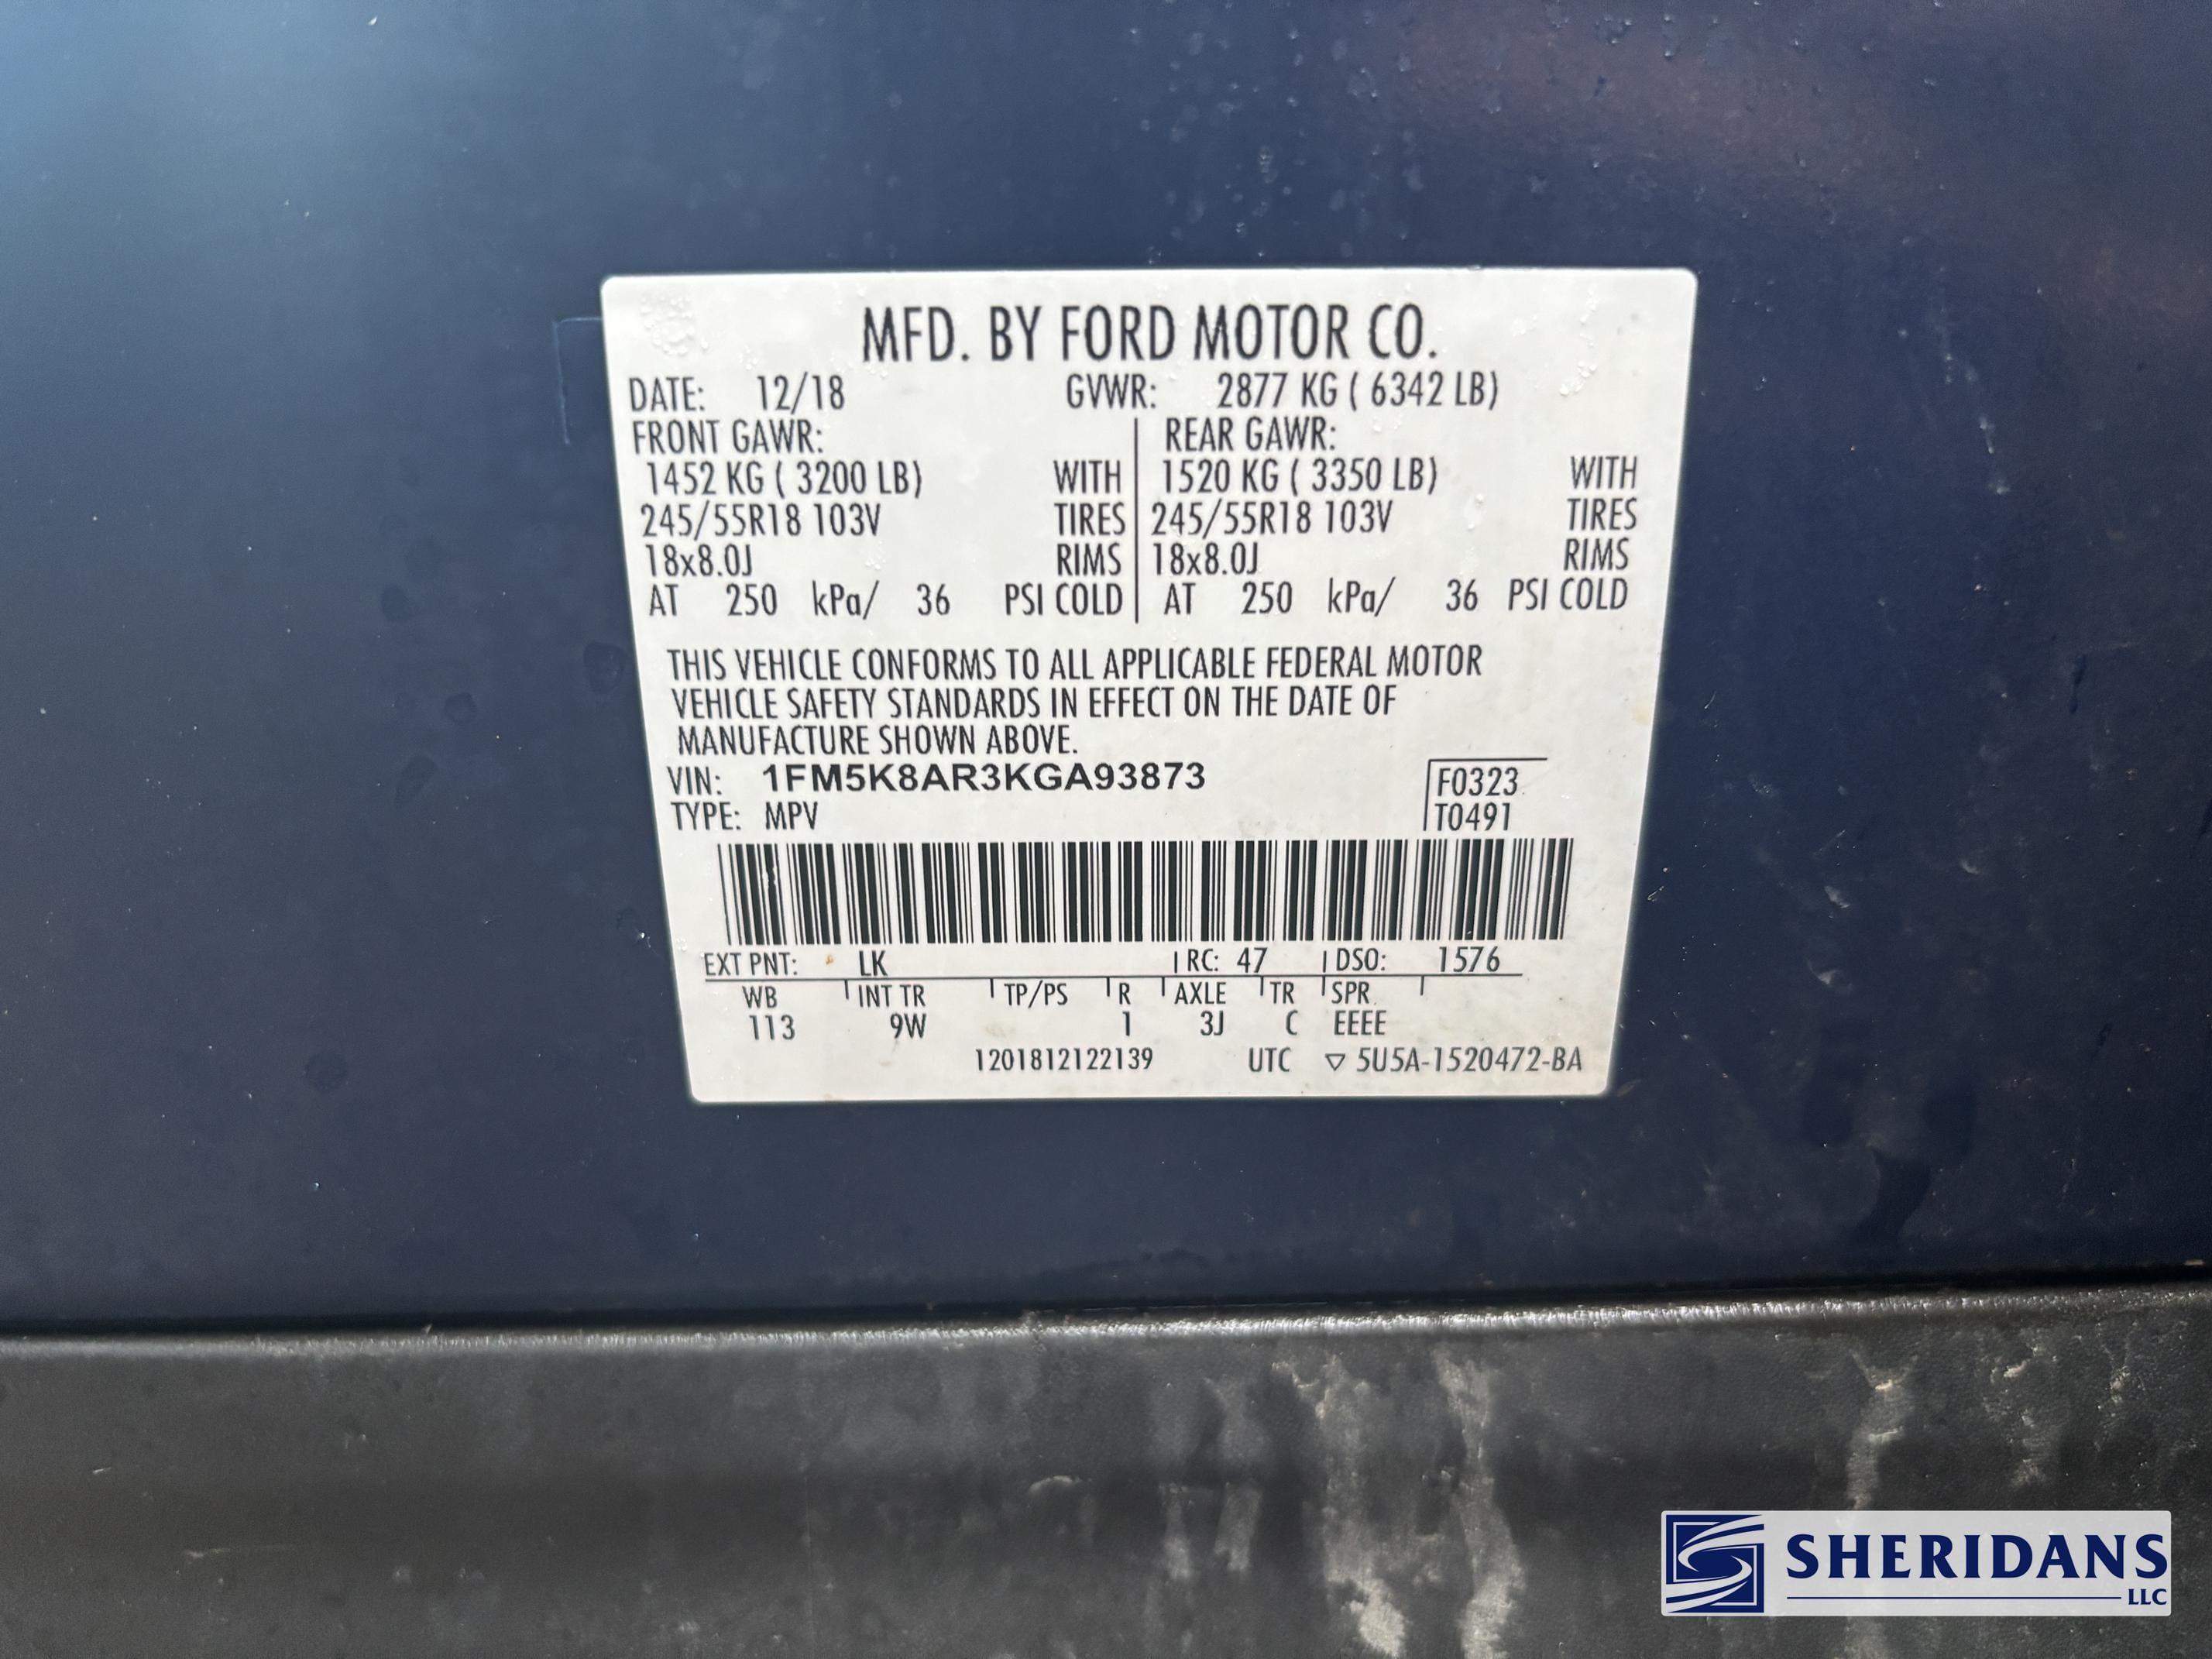 MFD. BY FORD MOTOR CO.
DATE: 12/18 GVWR: 2877 KG ( 6342 LB)
FRONT GAWR: REAR GAWR:
1452 KG ( 3200 LB) WITH 1520 KG ( 3350 LB) WITH
245/55R18 103V TIRES 245/55R18 103V TIRES
18x8.0J RIMS 18x8.0J RIMS
AT 250 kPa/ 36 PSI COLD AT 250 kPa/ 36 PSI COLD
THIS VEHICLE CONFORMS TO ALL APPLICABLE FEDERAL MOTOR
VEHICLE SAFETY STANDARDS IN EFFECT ON THE DATE OF
MANUFACTURE SHOWN ABOVE.
VIN: 1FM5K8AR3KGA93873 F0323
TYPE: MPV T0491
EXT PNT: LK RC: 47 DSO: 1576
WB INT TR TP/PS R AXLE TR SPR
113 9W 1 3J C EEEE
1201812122139 UTC ▽ 5U5A-1520472-BA
SHERIDANS
LLC